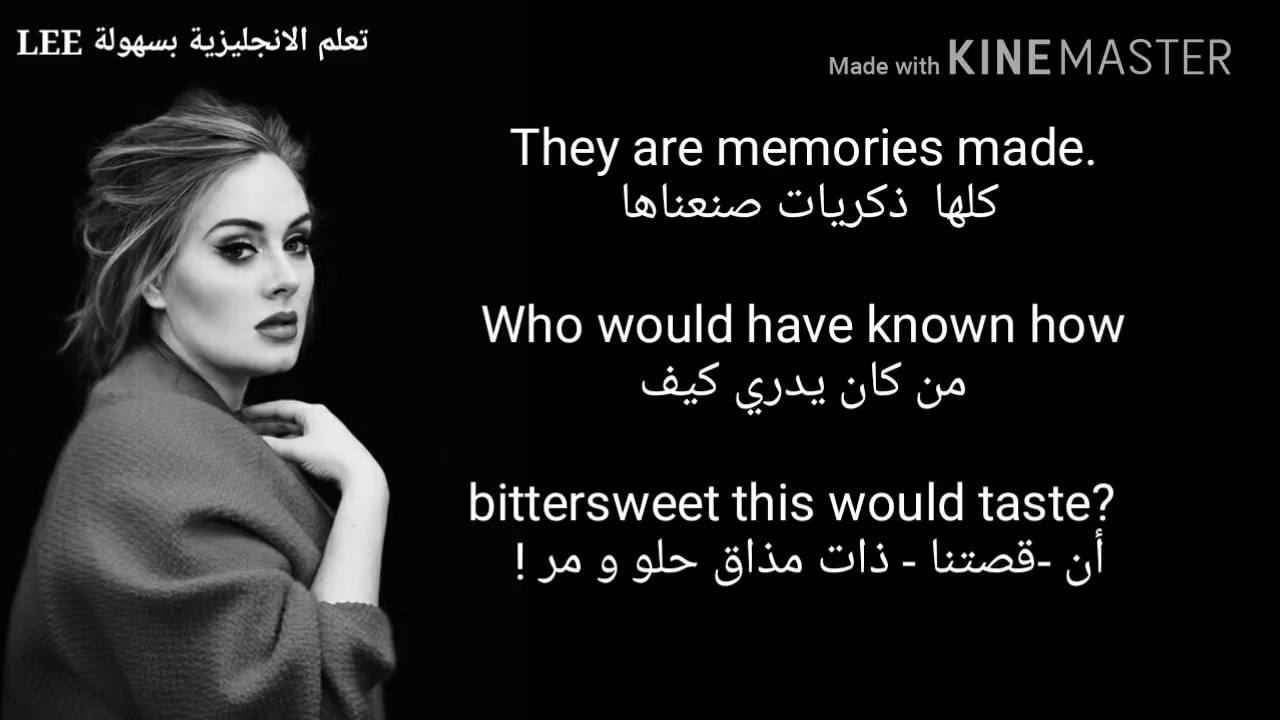 LEE تعلم الانجليزية بسهولة
Made with KINEMASTER
They are memories made.
كلها ذكريات صنعناها
Who would have known how
من كان يدري كيف
bittersweet this would taste?
أن -قصتنا - ذات مذاق حلو و مر !